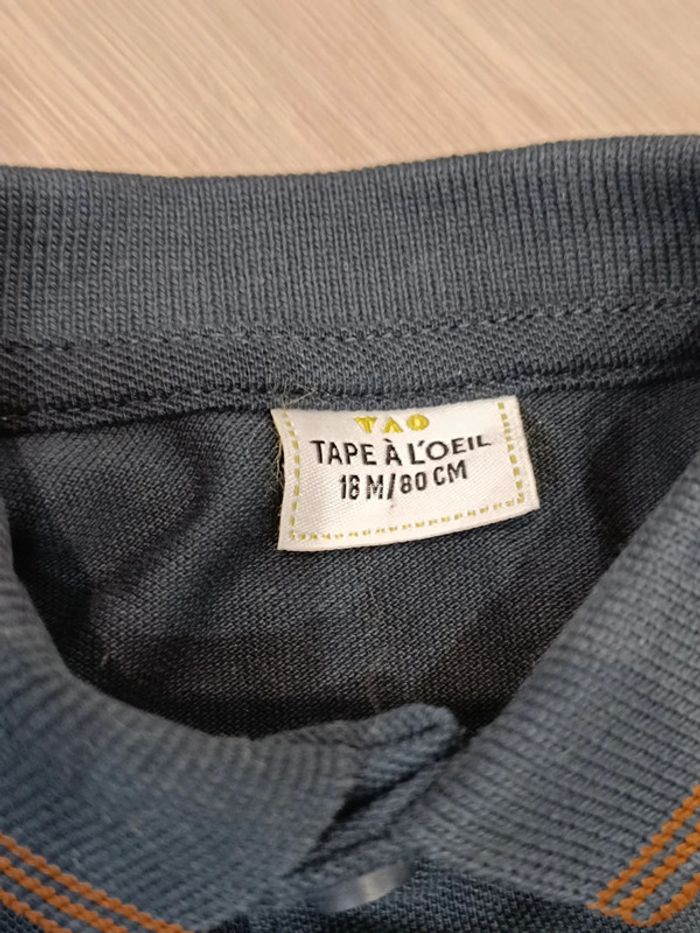 TAO
TAPE À L'OEIL
18 M/80 CM